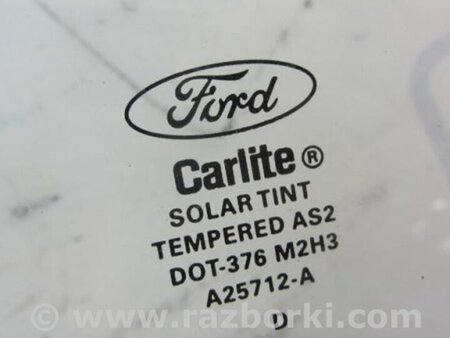 Ford
Carlite®
SOLAR TINT
TEMPERED AS2
DOT-376 M2H3
A25712-A
U
© www.razborki.com